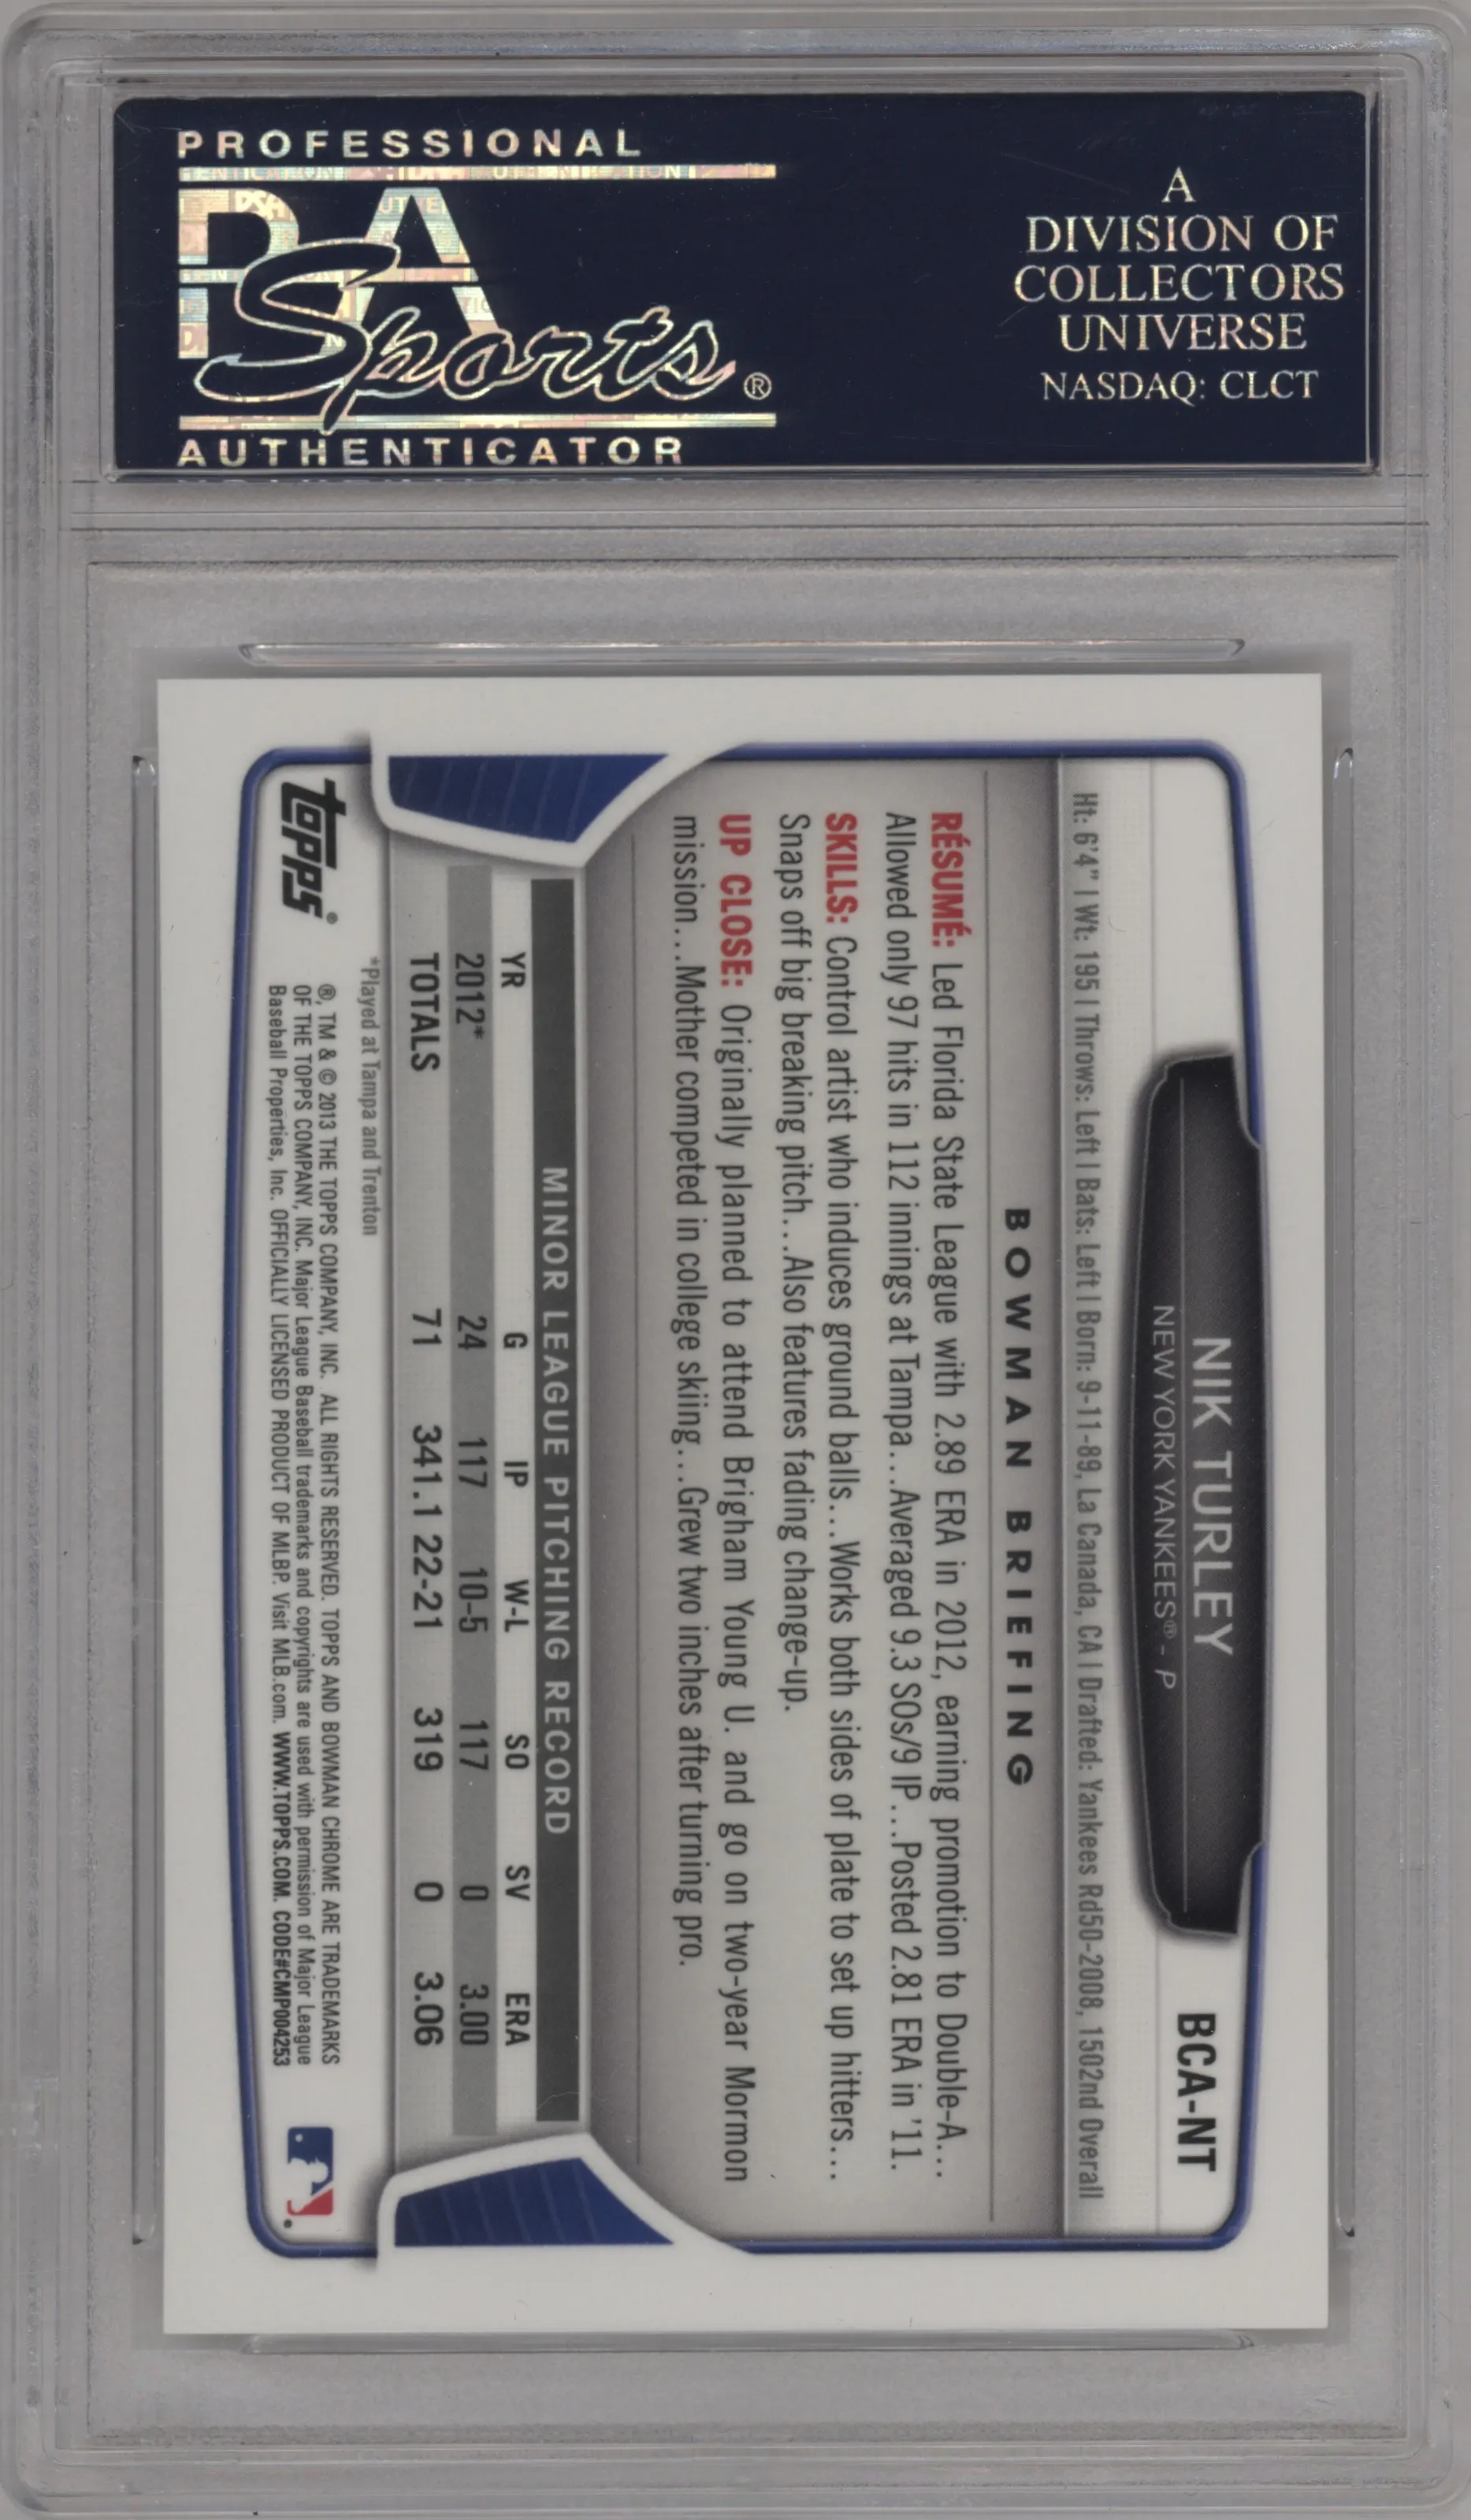 PROFESSIONAL
PSA
Sports®
AUTHENTICATOR
A
DIVISION OF
COLLECTORS
UNIVERSE
NASDAQ: CLCT
NIK TURLEY
NEW YORK YANKEES® - P
BCA-NT
Ht: 6'4" | Wt: 195 | Throws: Left | Bats: Left | Born: 9-11-89, La Canada, CA | Drafted: Yankees Rd50-2008, 1502nd Overall
BOWMAN BRIEFING
RÉSUMÉ: Led Florida State League with 2.89 ERA in 2012, earning promotion to Double-A...
Allowed only 97 hits in 112 innings at Tampa...Averaged 9.3 SOs/9 IP...Posted 2.81 ERA in '11.
SKILLS: Control artist who induces ground balls...Works both sides of plate to set up hitters...
Snaps off big breaking pitch...Also features fading change-up.
UP CLOSE: Originally planned to attend Brigham Young U. and go on two-year Mormon
mission...Mother competed in college skiing...Grew two inches after turning pro.
MINOR LEAGUE PITCHING RECORD
YR G IP W-L SO SV ERA
2012* 24 117 10-5 117 0 3.00
TOTALS 71 341.1 22-21 319 0 3.06
*Played at Tampa and Trenton
topps®
®, TM & © 2013 THE TOPPS COMPANY, INC. ALL RIGHTS RESERVED. TOPPS AND BOWMAN CHROME ARE TRADEMARKS
OF THE TOPPS COMPANY, INC. Major League Baseball trademarks and copyrights are used with permission of Major League
Baseball Properties, Inc. OFFICIALLY LICENSED PRODUCT OF MLBP. Visit MLB.com. WWW.TOPPS.COM. CODE#CMP004253